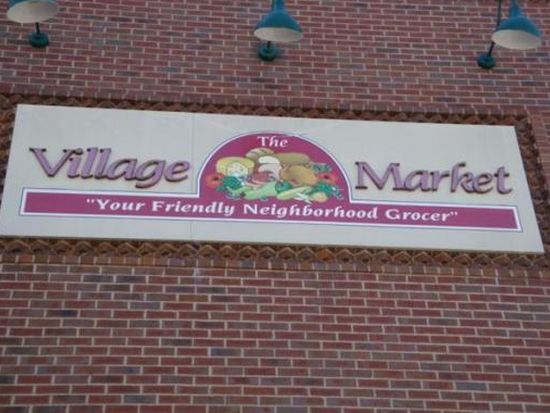 The
Village Market
"Your Friendly Neighborhood Grocer"